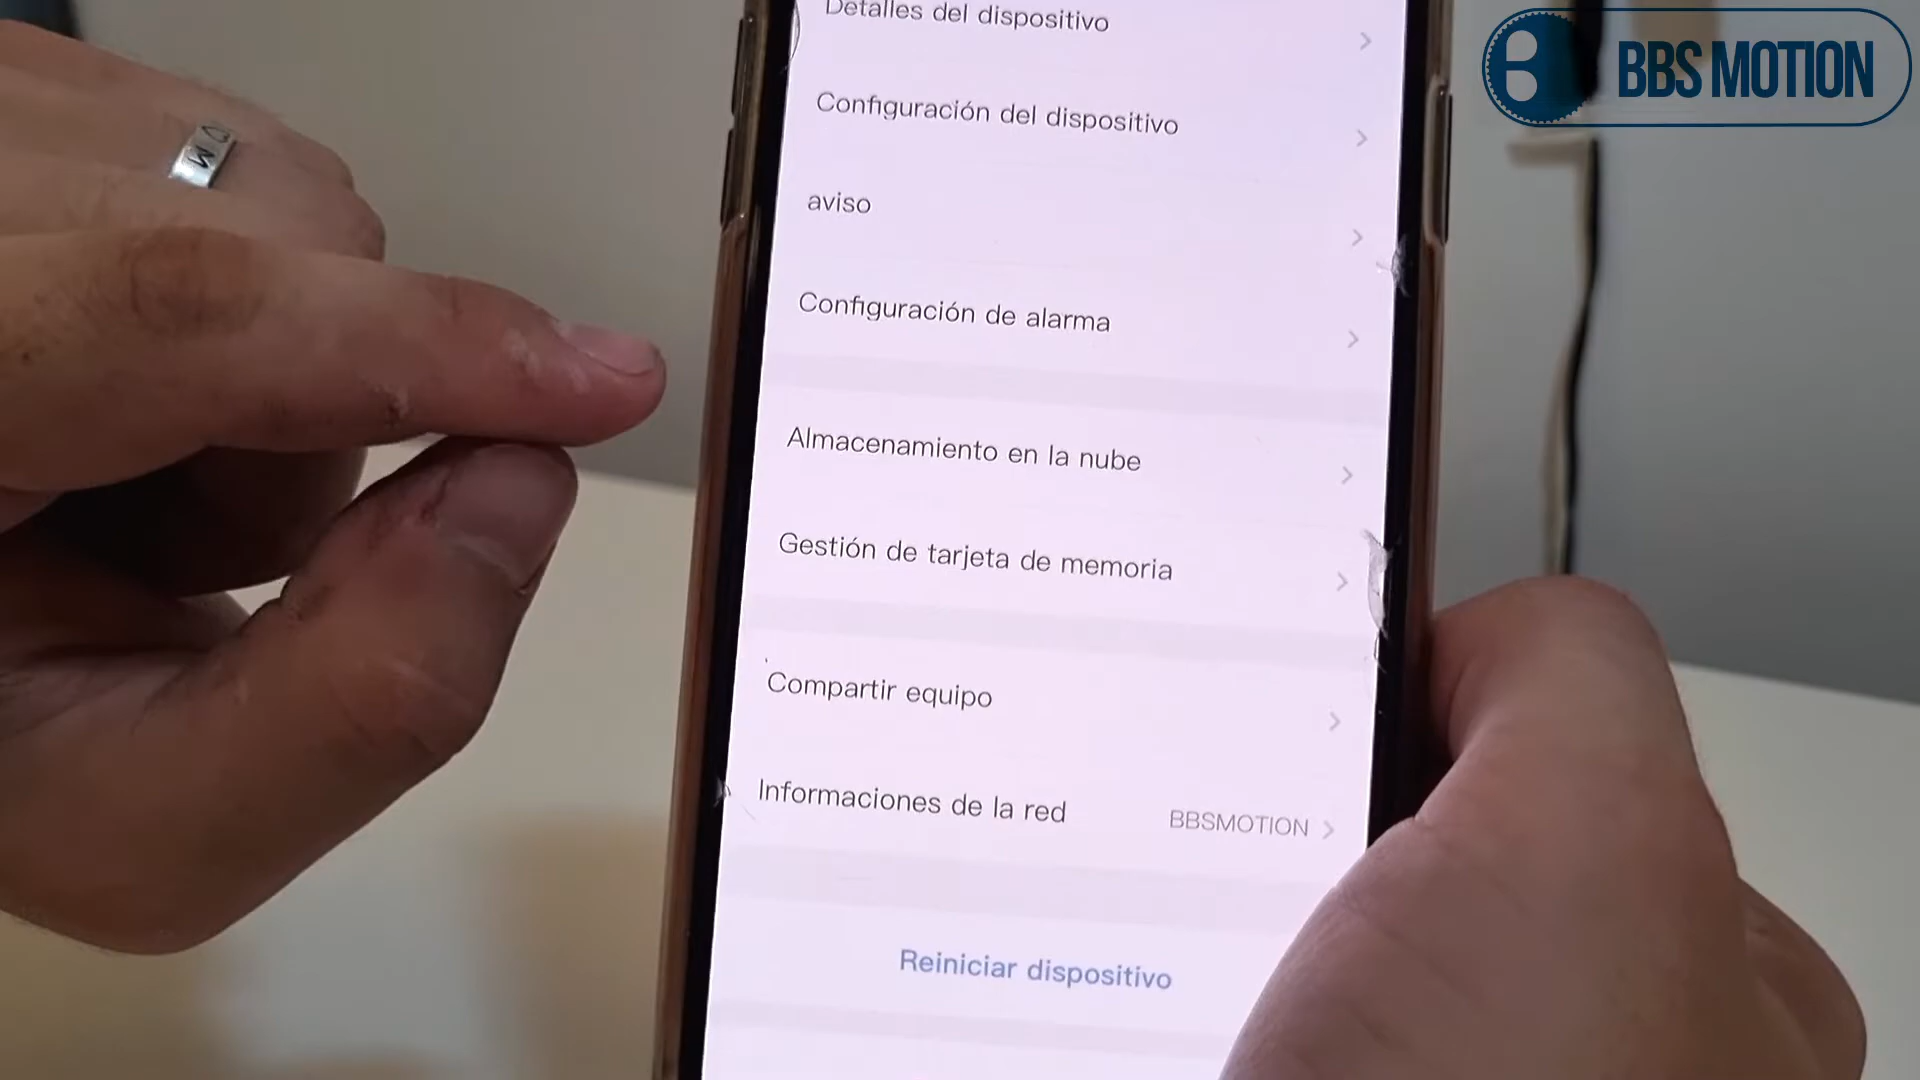 BBS MOTION
Detalles del dispositivo
Configuración del dispositivo
aviso
Configuración de alarma
Almacenamiento en la nube
Gestión de tarjeta de memoria
Compartir equipo
Informaciones de la red BBSMOTION
Reiniciar dispositivo